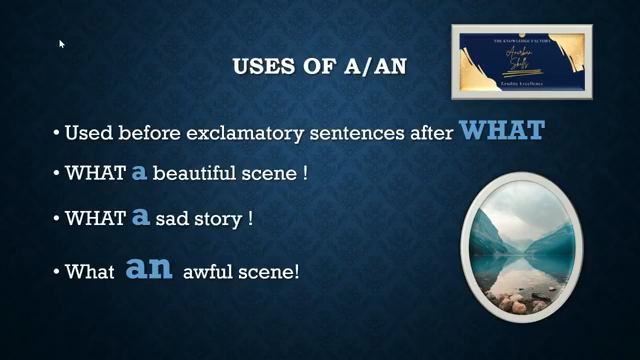 THE KNOWLEDGE FACTORY
USES OF A/AN
• Used before exclamatory sentences after WHAT
• WHAT a beautiful scene !
• WHAT a sad story !
• What an awful scene!